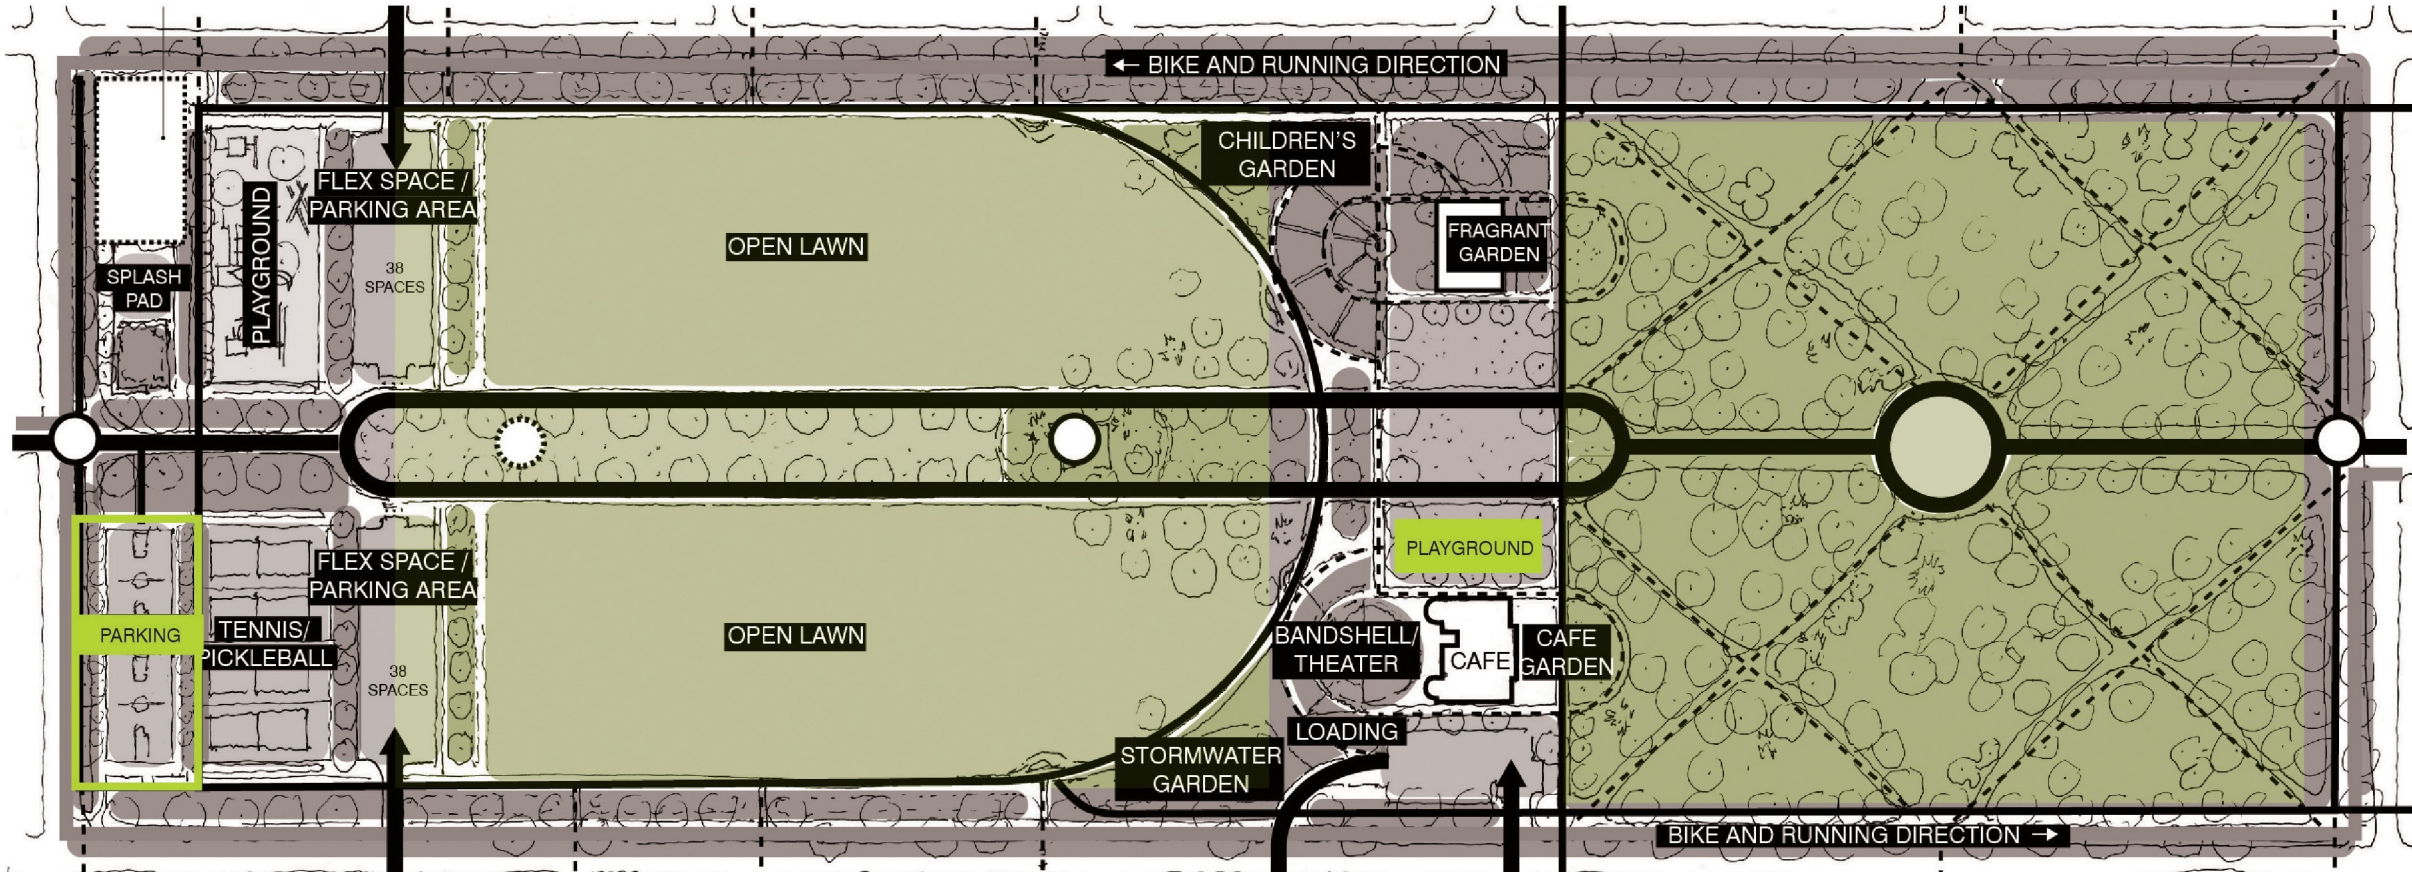 ← BIKE AND RUNNING DIRECTION
CHILDREN'S
GARDEN
FLEX SPACE /
PARKING AREA
PLAYGROUND
OPEN LAWN
FRAGRANT
GARDEN
38
SPACES
SPLASH
PAD
PLAYGROUND
FLEX SPACE /
PARKING AREA
PARKING
TENNIS/
PICKLEBALL
OPEN LAWN
BANDSHELL/
THEATER
CAFE
CAFE
GARDEN
38
SPACES
LOADING
STORMWATER
GARDEN
BIKE AND RUNNING DIRECTION →